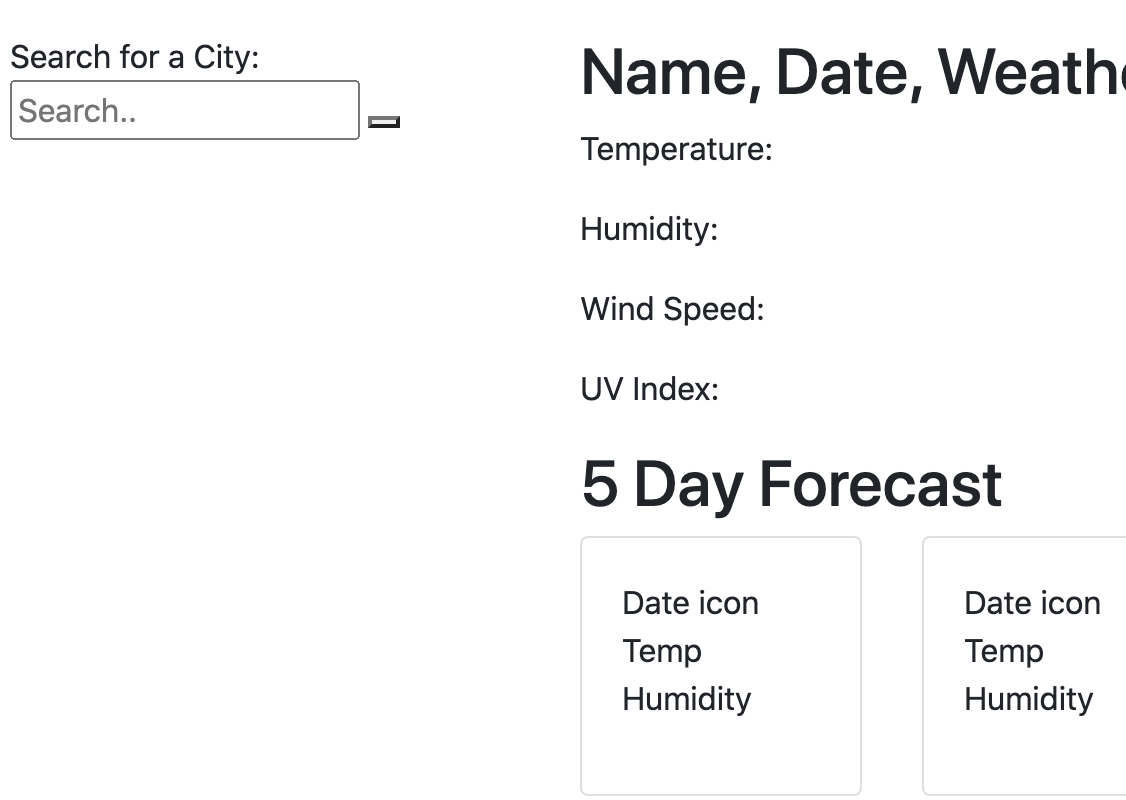 Search for a City:
Search..
Name, Date, Weath
Temperature:
Humidity:
Wind Speed:
UV Index:
5 Day Forecast
Date icon
Temp
Humidity
Date icon
Temp
Humidity